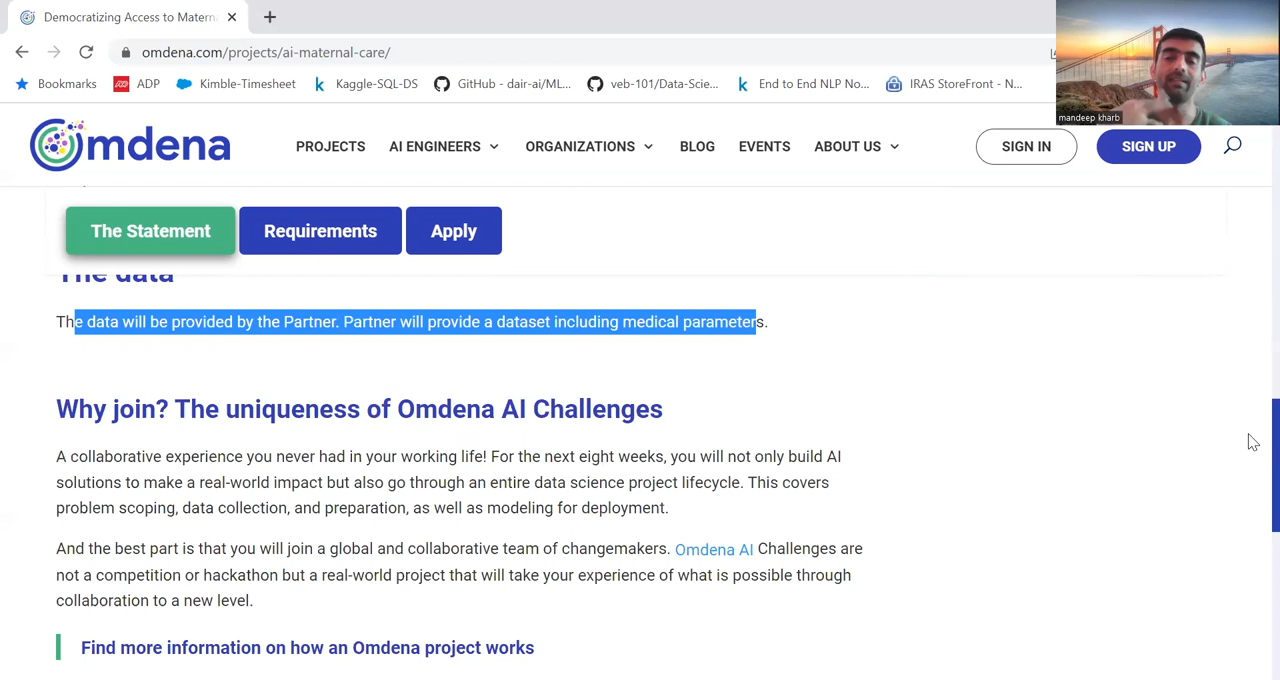 Democratizing Access to Matern
omdena.com/projects/ai-maternal-care/
Bookmarks ADP Kimble-Timesheet Kaggle-SQL-DS GitHub - dair-ai/ML... veb-101/Data-Scie... End to End NLP No... IRAS StoreFront - N...
mandeep kharb
Omdena PROJECTS AI ENGINEERS ORGANIZATIONS BLOG EVENTS ABOUT US SIGN IN SIGN UP
The Statement Requirements Apply
The data
The data will be provided by the Partner. Partner will provide a dataset including medical parameters.
Why join? The uniqueness of Omdena AI Challenges
A collaborative experience you never had in your working life! For the next eight weeks, you will not only build AI
solutions to make a real-world impact but also go through an entire data science project lifecycle. This covers
problem scoping, data collection, and preparation, as well as modeling for deployment.
And the best part is that you will join a global and collaborative team of changemakers. Omdena AI Challenges are
not a competition or hackathon but a real-world project that will take your experience of what is possible through
collaboration to a new level.
Find more information on how an Omdena project works